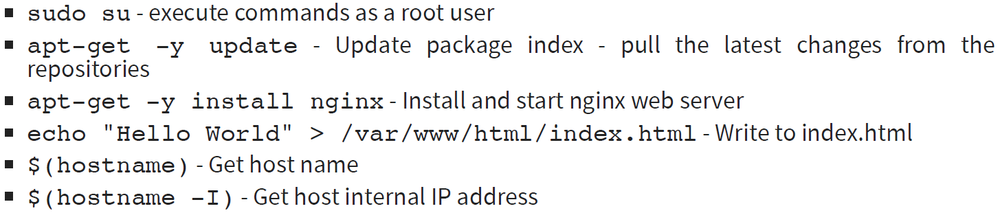 ▪ sudo su - execute commands as a root user
▪ apt-get -y update - Update package index - pull the latest changes from the
repositories
▪ apt-get -y install nginx - Install and start nginx web server
▪ echo "Hello World" > /var/www/html/index.html - Write to index.html
▪ $(hostname) - Get host name
▪ $(hostname -I) - Get host internal IP address